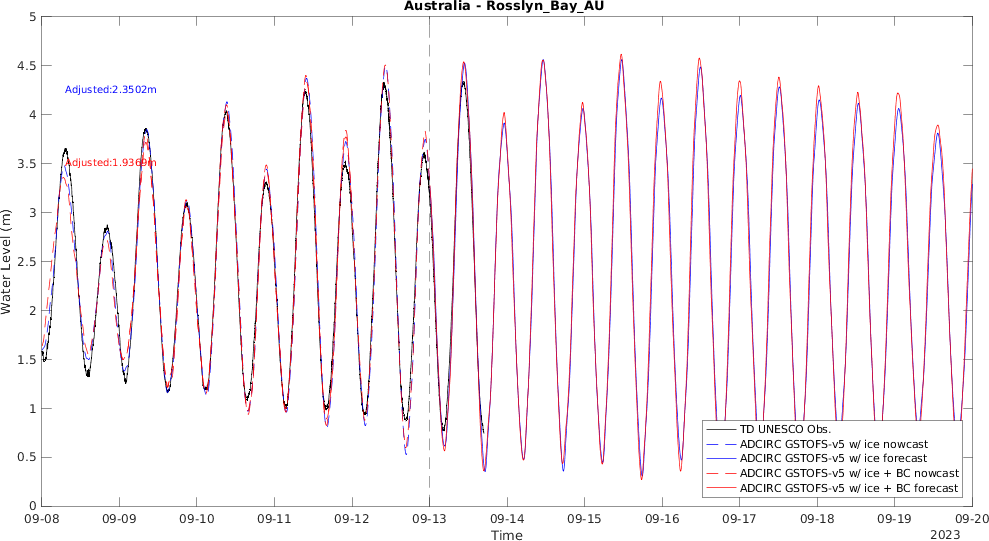 Australia - Rosslyn_Bay_AU
5
4.5
Adjusted:2.3502m
4
3.5
Adjusted:1.9369m
3
2.5
2
1.5
1
0.5
0
Water Level (m)
TD UNESCO Obs.
ADCIRC GSTOFS-v5 w/ ice nowcast
ADCIRC GSTOFS-v5 w/ ice forecast
ADCIRC GSTOFS-v5 w/ ice + BC nowcast
ADCIRC GSTOFS-v5 w/ ice + BC forecast
09-08 09-09 09-10 09-11 09-12 09-13 09-14 09-15 09-16 09-17 09-18 09-19 09-20
Time
2023